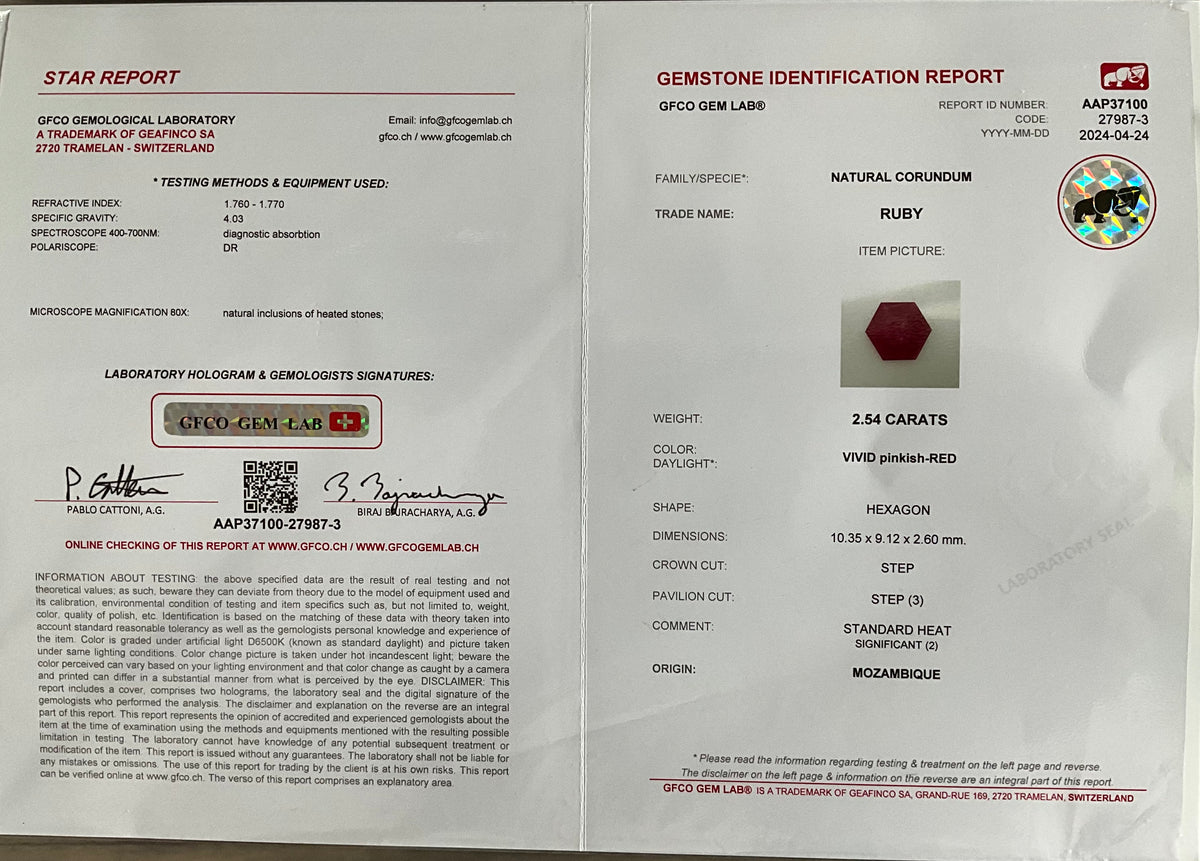 STAR REPORT
GFCO GEMOLOGICAL LABORATORY
A TRADEMARK OF GEAFINCO SA
2720 TRAMELAN - SWITZERLAND
Email: info@gfcogemlab.ch
gfco.ch / www.gfcogemlab.ch
* TESTING METHODS & EQUIPMENT USED:
REFRACTIVE INDEX: 1.760 - 1.770
SPECIFIC GRAVITY: 4.03
SPECTROSCOPE 400-700NM: diagnostic absorbtion
POLARISCOPE: DR
MICROSCOPE MAGNIFICATION 80X: natural inclusions of heated stones;
LABORATORY HOLOGRAM & GEMOLOGISTS SIGNATURES:
GFCO GEM LAB
P. Cattoni
B. Bajracharya
PABLO CATTONI, A.G.
BIRAJ BAJRACHARYA, A.G.
AAP37100-27987-3
ONLINE CHECKING OF THIS REPORT AT WWW.GFCO.CH / WWW.GFCOGEMLAB.CH
INFORMATION ABOUT TESTING: the above specified data are the result of real testing and not
theoretical values; as such, beware they can deviate from theory due to the model of equipment used and
its calibration, environmental condition of testing and item specifics such as, but not limited to, weight,
color, quality of polish, etc. Identification is based on the matching of these data with theory taken into
account standard reasonable tolerancy as well as the gemologists personal knowledge and experience of
the item. Color is graded under artificial light D6500K (known as standard daylight) and picture taken
under same lighting conditions. Color change picture is taken under hot incandescent light; beware the
color perceived can vary based on your lighting environment and that color change as caught by a camera
and printed can differ in a substantial manner from what is perceived by the eye. DISCLAIMER: This
report includes a cover, comprises two holograms, the laboratory seal and the digital signature of the
gemologists who performed the analysis. The disclaimer and explanation on the reverse are an integral
part of this report. This report represents the opinion of accredited and experienced gemologists about the
item at the time of examination using the methods and equipments mentioned with the resulting possible
limitation in testing. The laboratory cannot have knowledge of any potential subsequent treatment or
modification of the item. This report is issued without any guarantees. The laboratory shall not be liable for
any mistakes or omissions. The use of this report for trading by the client is at his own risks. This report
can be verified online at www.gfco.ch. The verso of this report comprises an explanatory area.
GEMSTONE IDENTIFICATION REPORT
GFCO GEM LAB®
REPORT ID NUMBER: AAP37100
CODE: 27987-3
YYYY-MM-DD 2024-04-24
FAMILY/SPECIE*: NATURAL CORUNDUM
TRADE NAME: RUBY
ITEM PICTURE:
WEIGHT: 2.54 CARATS
COLOR:
DAYLIGHT*: VIVID pinkish-RED
SHAPE: HEXAGON
DIMENSIONS: 10.35 x 9.12 x 2.60 mm.
CROWN CUT: STEP
PAVILION CUT: STEP (3)
COMMENT: STANDARD HEAT
SIGNIFICANT (2)
ORIGIN: MOZAMBIQUE
LABORATORY SEAL
* Please read the information regarding testing & treatment on the left page and reverse.
The disclaimer on the left page & information on the reverse are an integral part of this report.
GFCO GEM LAB® IS A TRADEMARK OF GEAFINCO SA, GRAND-RUE 169, 2720 TRAMELAN, SWITZERLAND